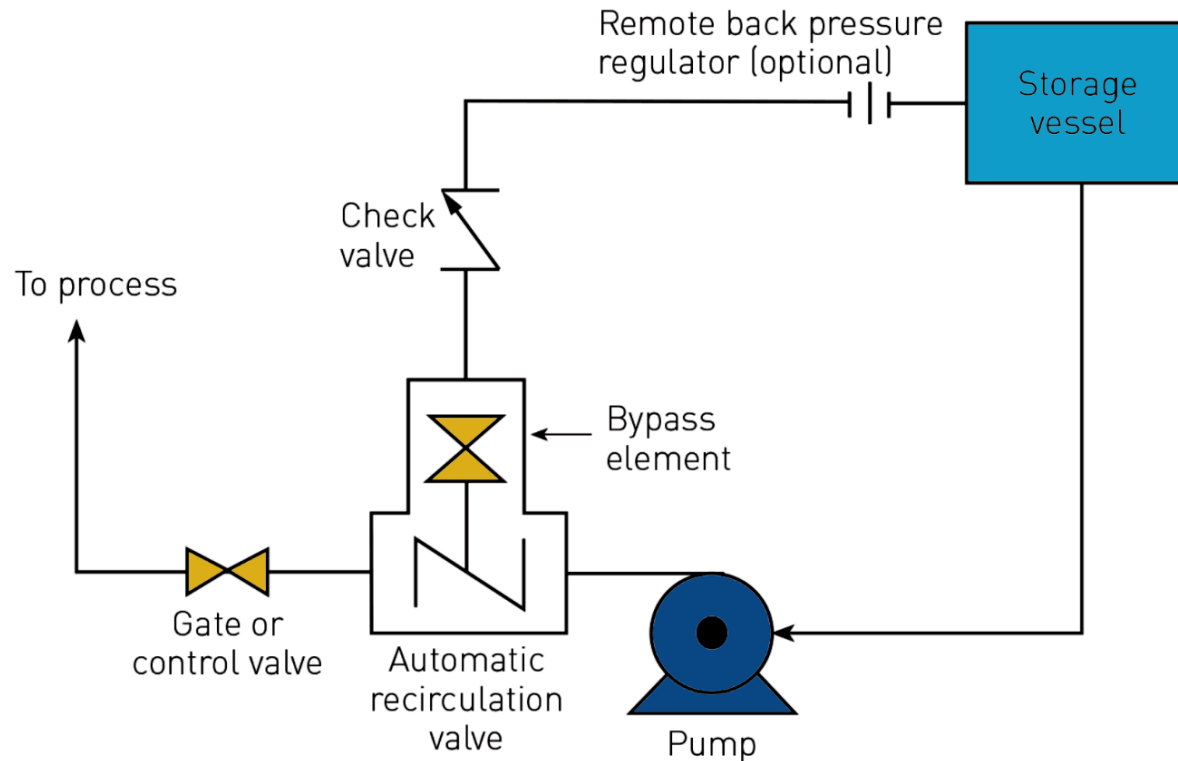 Remote back pressure
regulator (optional)
Storage
vessel
Check
valve
To process
Bypass
element
Gate or
control valve
Automatic
recirculation
valve
Pump